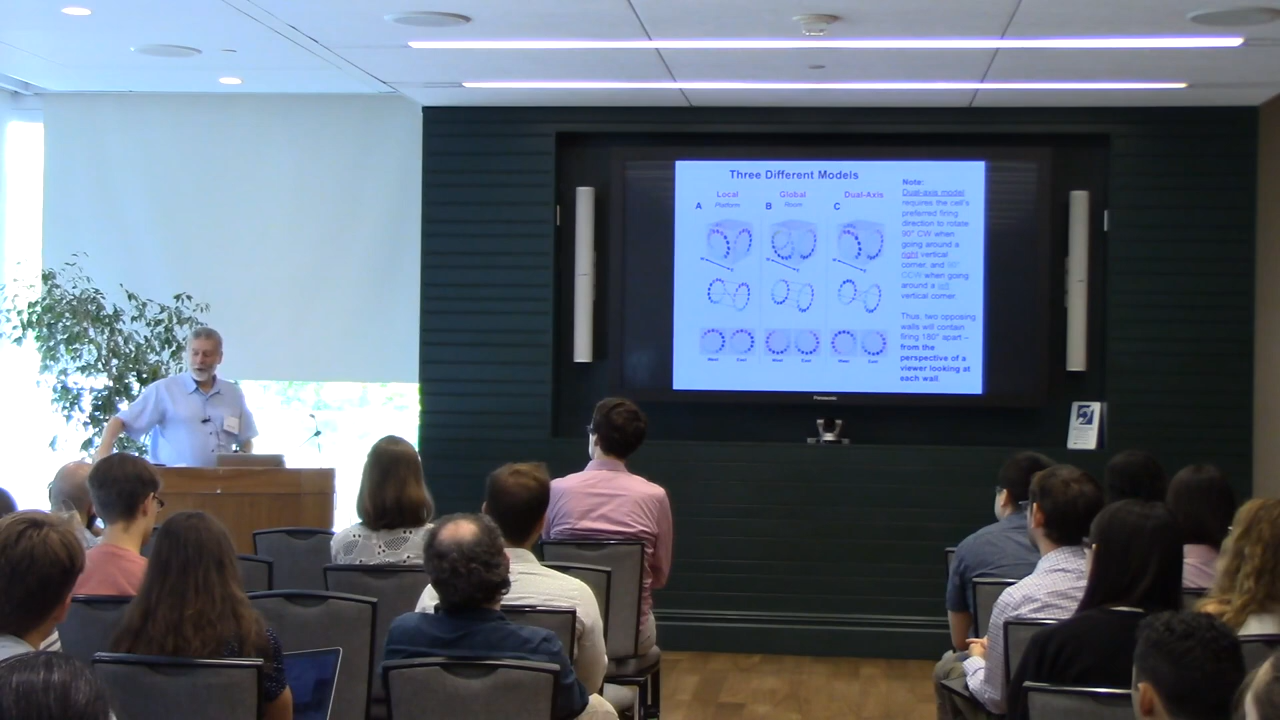 Three Different Models
Local Global Dual-Axis
A Platform B Room C
West East West East West East
Note:
Dual-axis model
requires the cell's
preferred firing
direction to rotate
90° CW when
going around a
right vertical
corner, and 90°
CCW when going
around a left
vertical corner.
Thus, two opposing
walls will contain
firing 180° apart –
from the
perspective of a
viewer looking at
each wall.
Panasonic